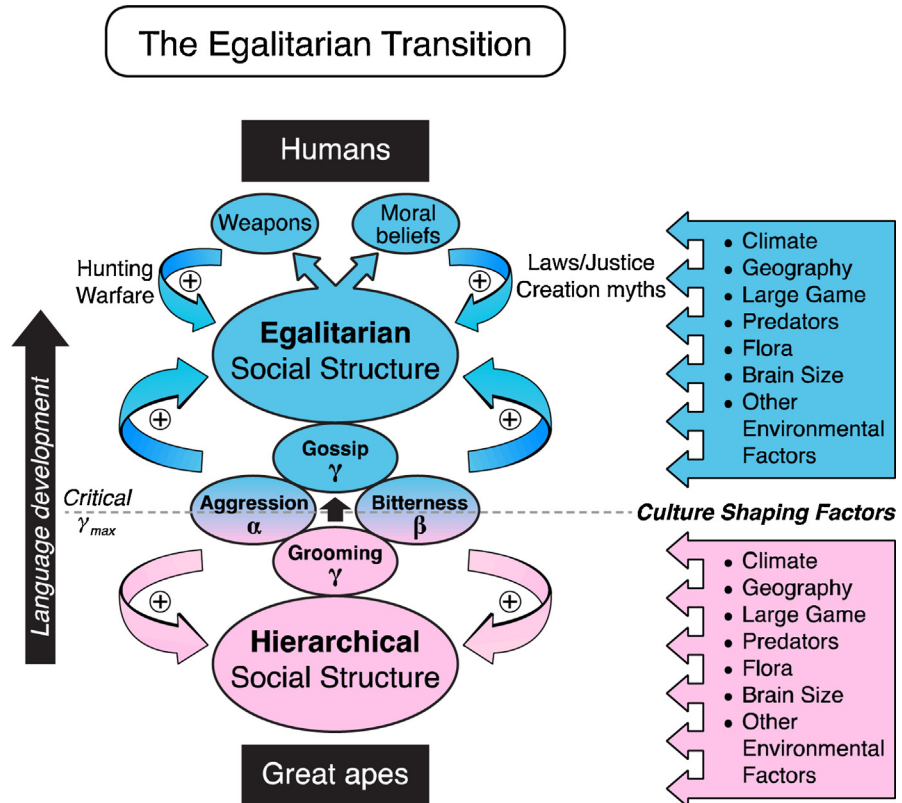 The Egalitarian Transition
Humans
Weapons
Moral
beliefs
Hunting
Warfare
+
+
Laws/Justice
Creation myths
Egalitarian
Social Structure
+
+
Gossip
γ
Aggression
α
Bitterness
β
Grooming
γ
+
+
Hierarchical
Social Structure
Great apes
Language development
Critical
γmax
• Climate
• Geography
• Large Game
• Predators
• Flora
• Brain Size
• Other
Environmental
Factors
Culture Shaping Factors
• Climate
• Geography
• Large Game
• Predators
• Flora
• Brain Size
• Other
Environmental
Factors